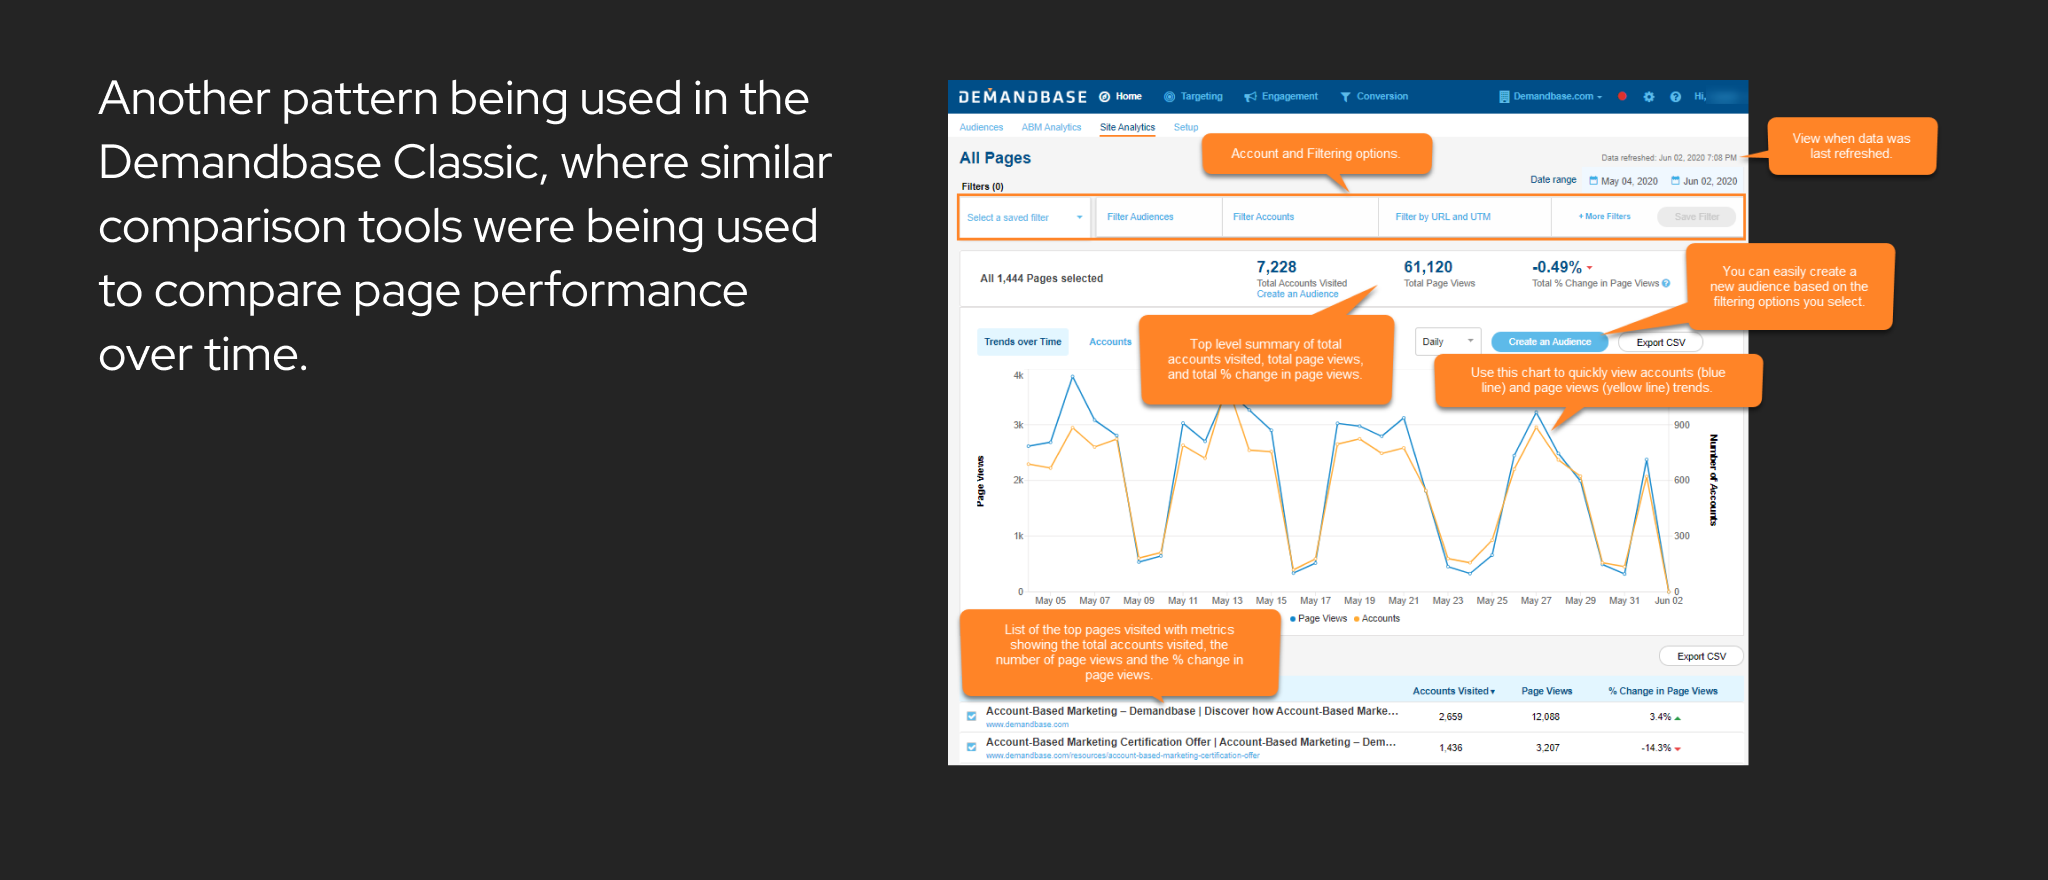 Another pattern being used in the
Demandbase Classic, where similar
comparison tools were being used
to compare page performance
over time.
DEMANDBASE Home Targeting Engagement Conversion Demandbase.com Hi,
Audiences ABM Analytics Site Analytics Setup
All Pages
Account and Filtering options.
Data refreshed: Jun 02, 2020 7:08 PM
View when data was
last refreshed.
Filters (0)
Date range May 04, 2020 Jun 02, 2020
Select a saved filter Filter Audiences Filter Accounts Filter by URL and UTM + More Filters Save Filter
All 1,444 Pages selected
7,228
Total Accounts Visited
Create an Audience
61,120
Total Page Views
-0.49%
Total % Change in Page Views
You can easily create a
new audience based on the
filtering options you select.
Top level summary of total
accounts visited, total page views,
and total % change in page views.
Trends over Time Accounts Daily Create an Audience Export CSV
Use this chart to quickly view accounts (blue
line) and page views (yellow line) trends.
4k
3k
2k
1k
0
Page Views
900
600
300
0
Number of Accounts
May 05 May 07 May 09 May 11 May 13 May 15 May 17 May 19 May 21 May 23 May 25 May 27 May 29 May 31 Jun 02
Page Views Accounts
List of the top pages visited with metrics
showing the total accounts visited, the
number of page views and the % change in
page views.
Export CSV
Accounts Visited Page Views % Change in Page Views
Account-Based Marketing – Demandbase | Discover how Account-Based Marke... 2,659 12,088 3.4%
www.demandbase.com
Account-Based Marketing Certification Offer | Account-Based Marketing – Dem... 1,436 3,207 -14.3%
www.demandbase.com/resources/account-based-marketing-certification-offer